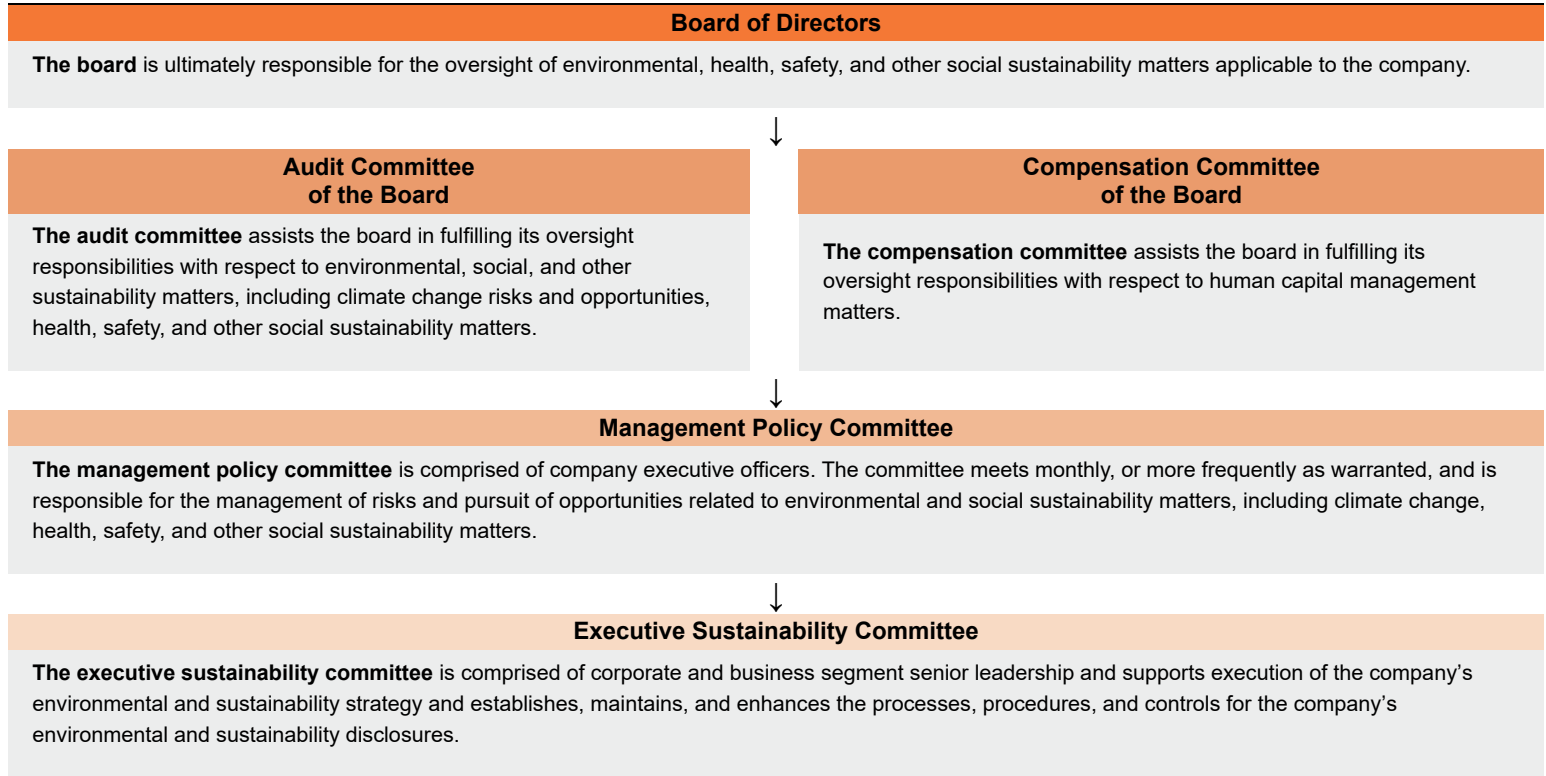 Board of Directors
The board is ultimately responsible for the oversight of environmental, health, safety, and other social sustainability matters applicable to the company.
↓
Audit Committee
of the Board
The audit committee assists the board in fulfilling its oversight
responsibilities with respect to environmental, social, and other
sustainability matters, including climate change risks and opportunities,
health, safety, and other social sustainability matters.
Compensation Committee
of the Board
The compensation committee assists the board in fulfilling its
oversight responsibilities with respect to human capital management
matters.
↓
Management Policy Committee
The management policy committee is comprised of company executive officers. The committee meets monthly, or more frequently as warranted, and is
responsible for the management of risks and pursuit of opportunities related to environmental and social sustainability matters, including climate change,
health, safety, and other social sustainability matters.
↓
Executive Sustainability Committee
The executive sustainability committee is comprised of corporate and business segment senior leadership and supports execution of the company’s
environmental and sustainability strategy and establishes, maintains, and enhances the processes, procedures, and controls for the company’s
environmental and sustainability disclosures.